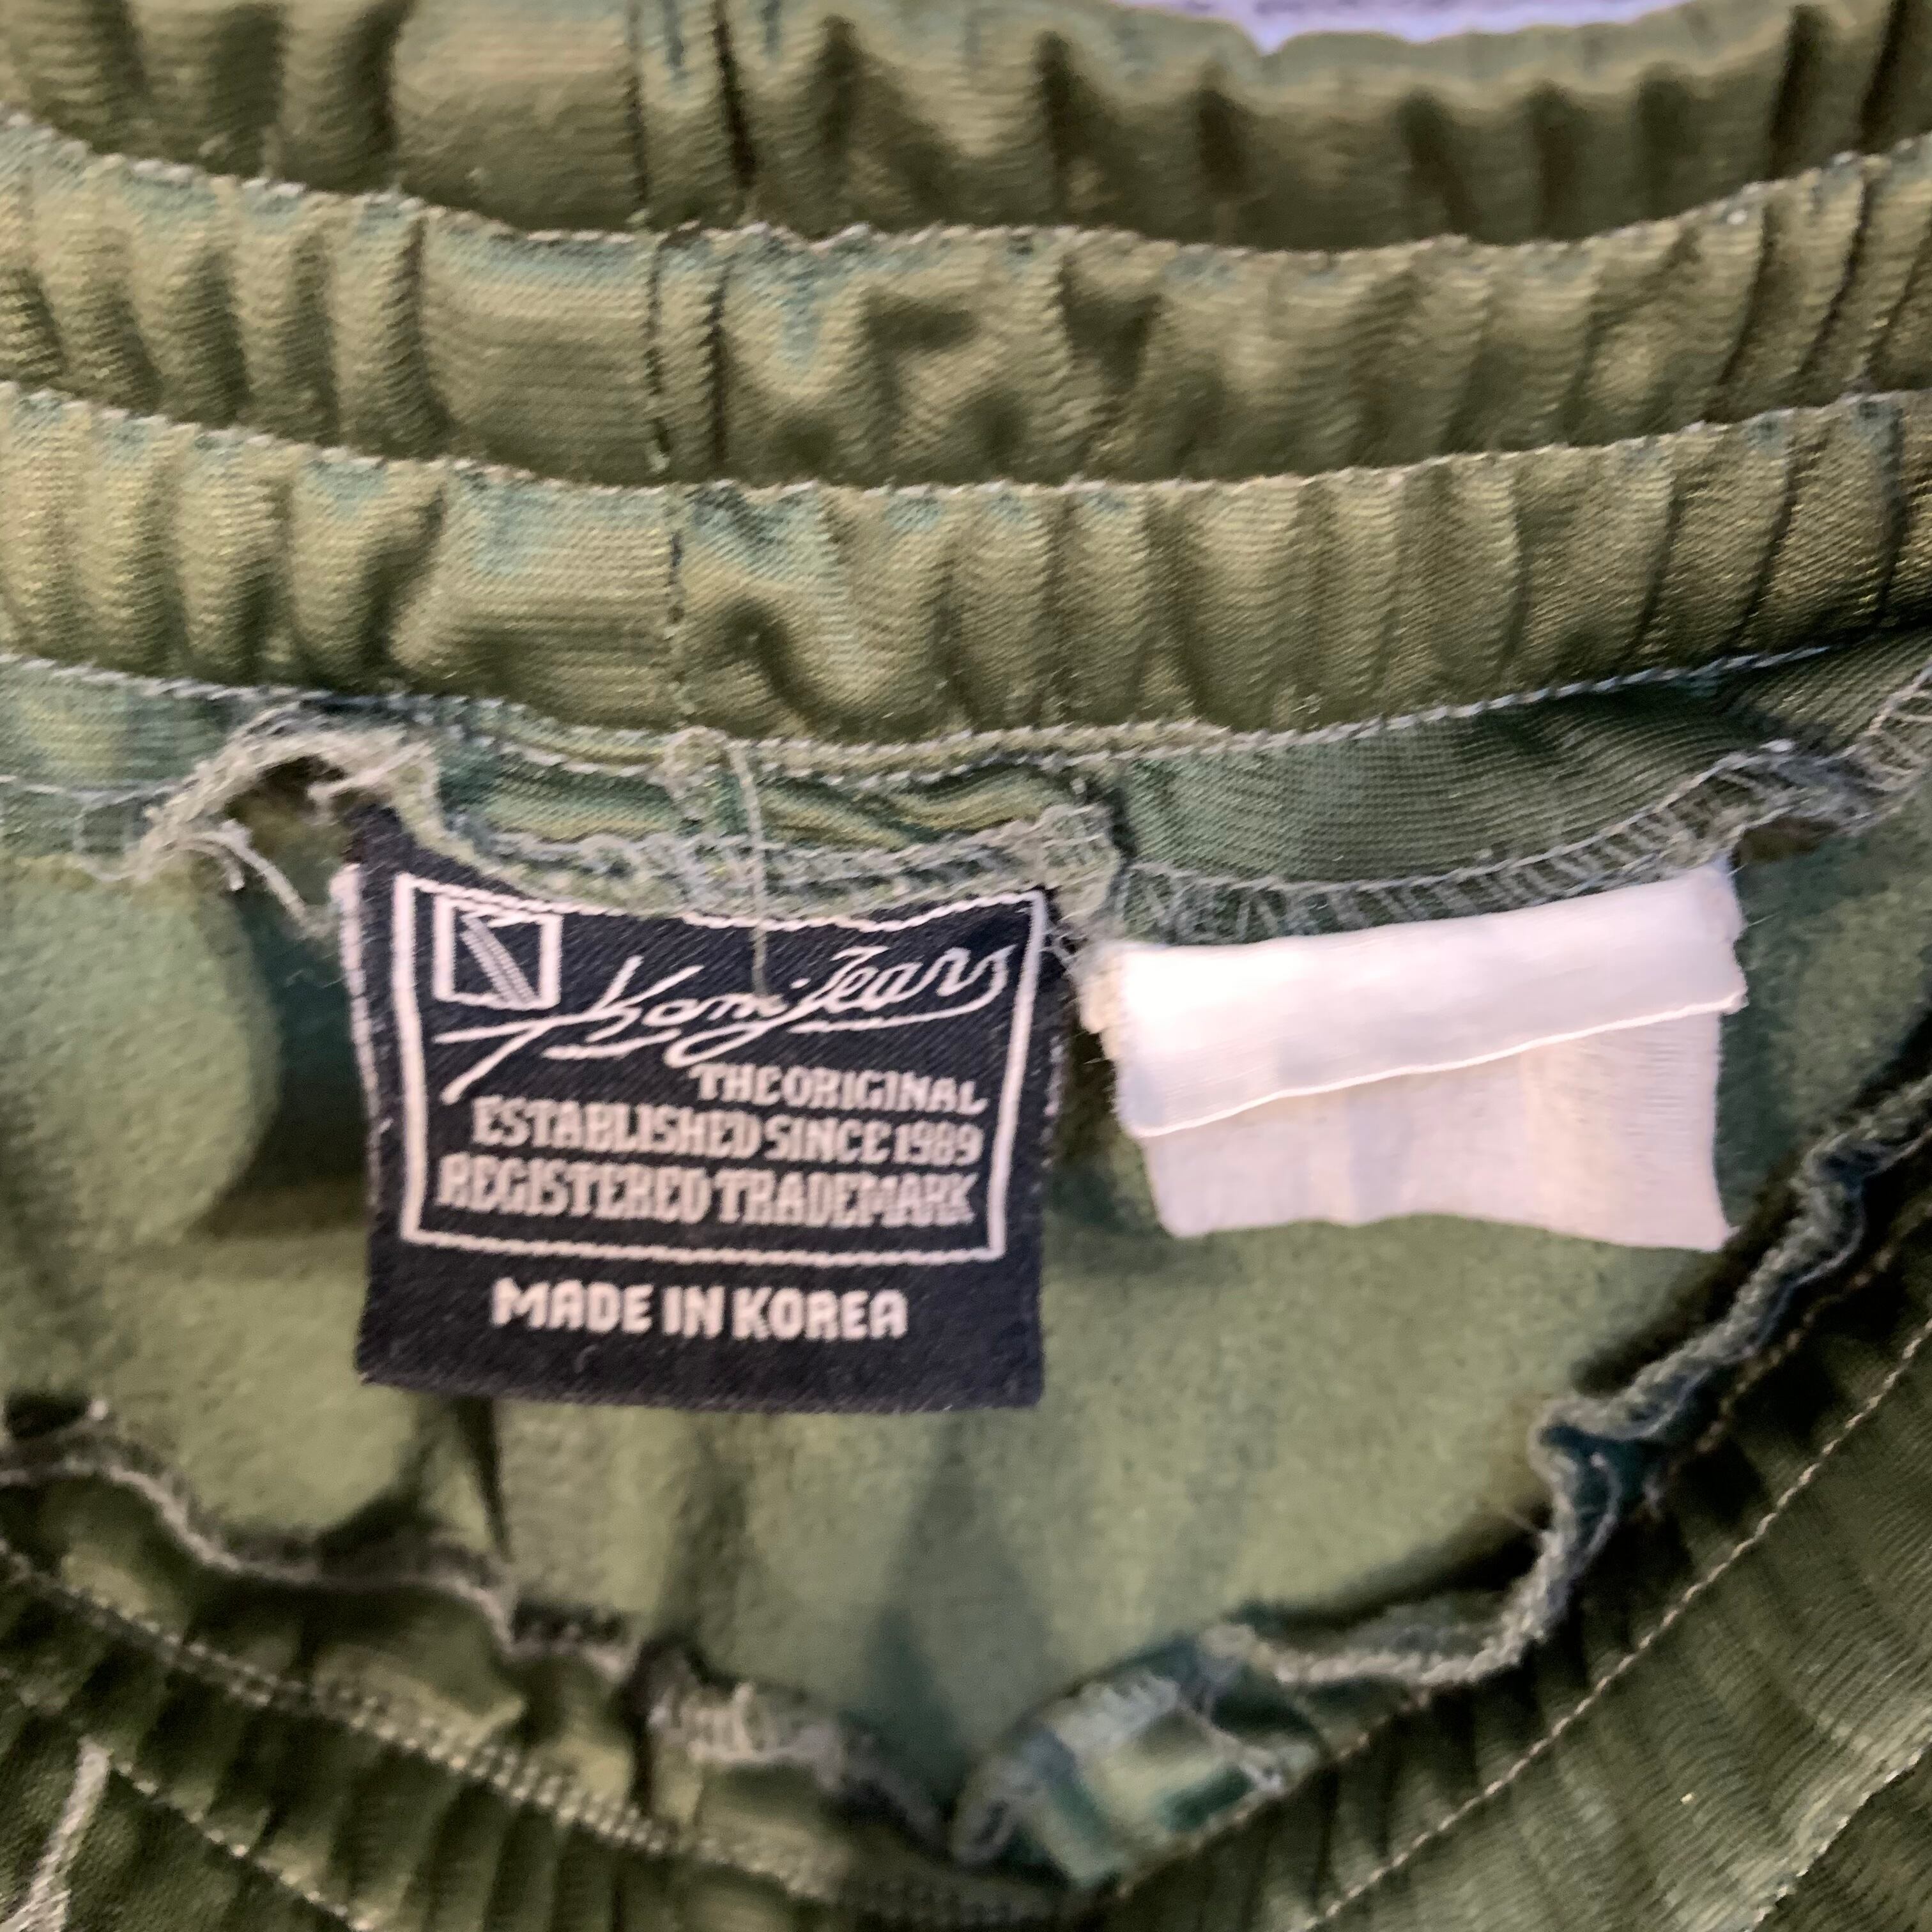 THE ORIGINAL
ESTABLISHED SINCE 1989
REGISTERED TRADEMARK
MADE IN KOREA